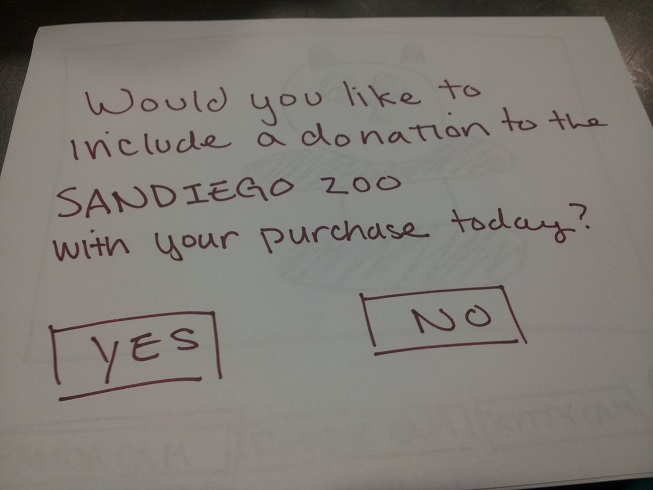 Would you like to
include a donation to the
SANDIEGO ZOO
with your purchase today?
YES NO